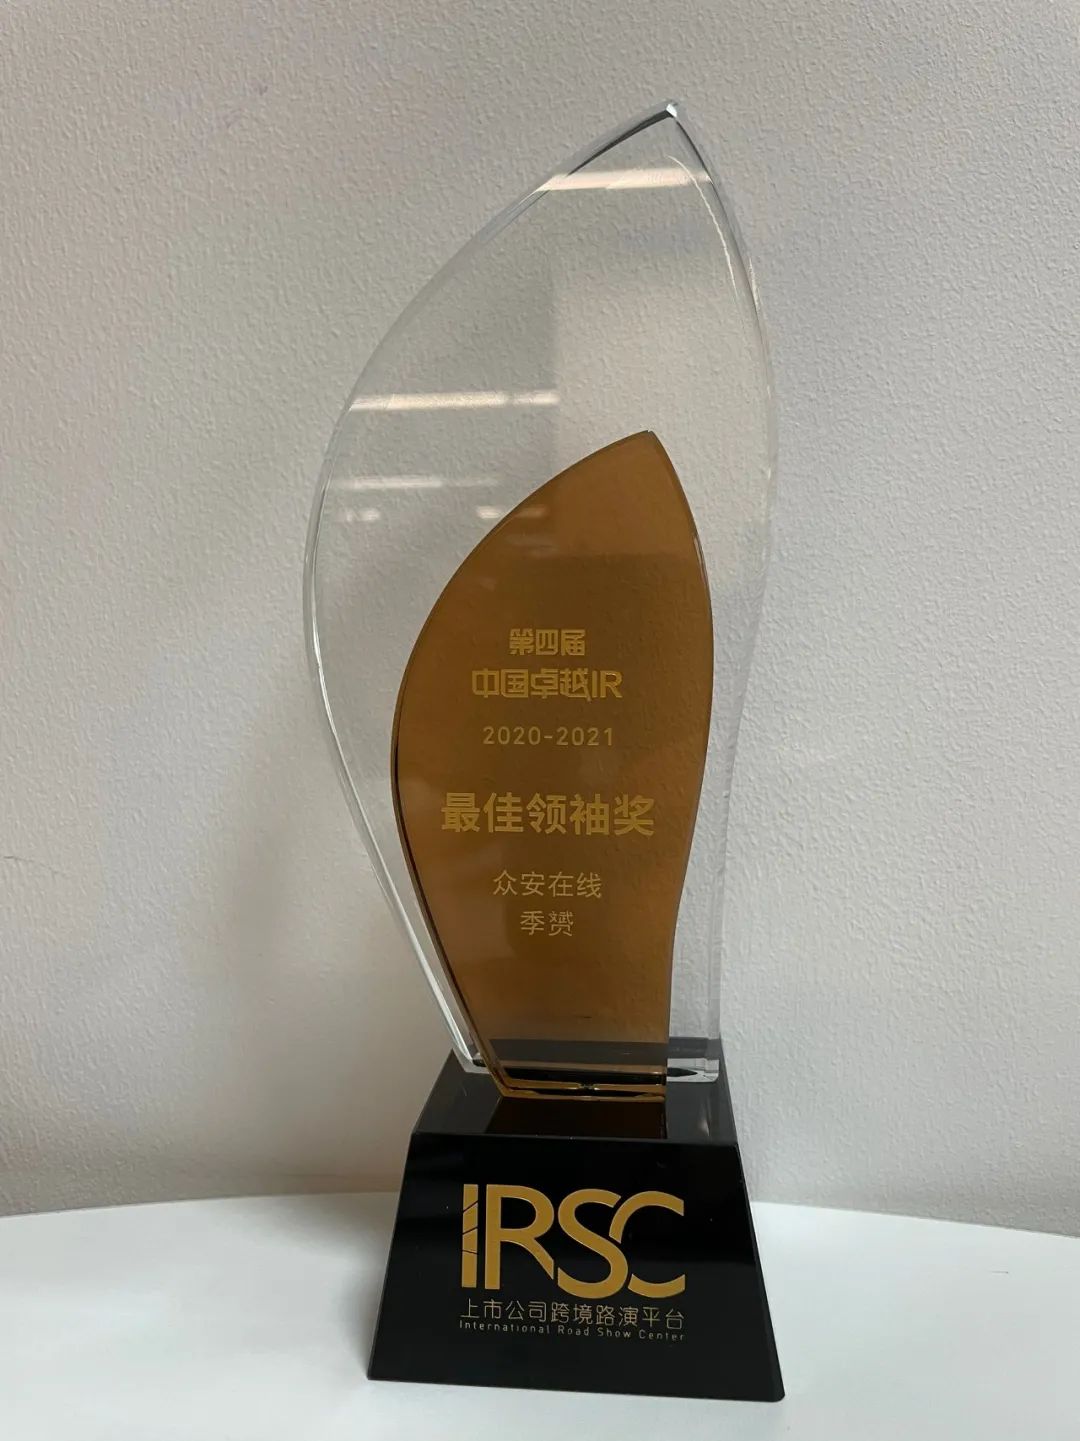 第四届
中国卓越IR
2020-2021
最佳领袖奖
众安在线
季赟
IRSC
上市公司跨境路演平台
International Road Show Center